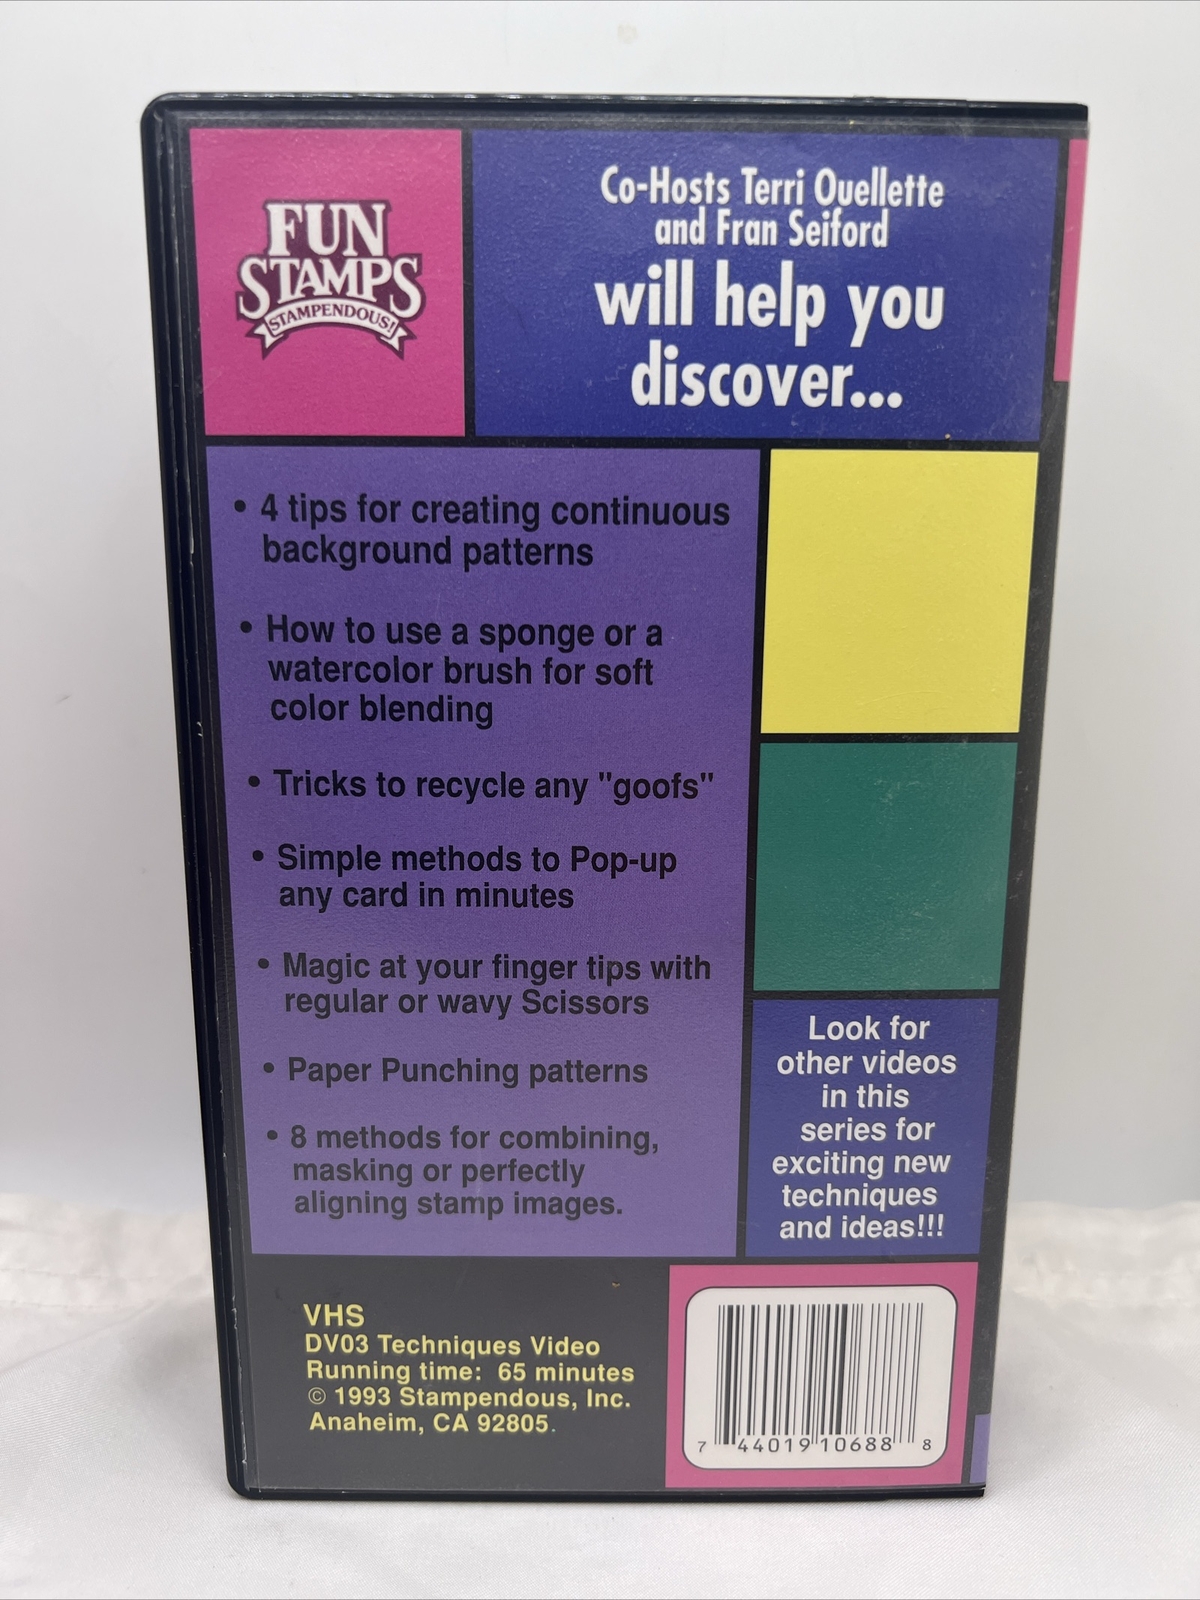 FUN
STAMPS
STAMPENDOUS!
Co-Hosts Terri Ouellette
and Fran Seiford
will help you
discover...
• 4 tips for creating continuous
background patterns
• How to use a sponge or a
watercolor brush for soft
color blending
• Tricks to recycle any "goofs"
• Simple methods to Pop-up
any card in minutes
• Magic at your finger tips with
regular or wavy Scissors
• Paper Punching patterns
• 8 methods for combining,
masking or perfectly
aligning stamp images.
Look for
other videos
in this
series for
exciting new
techniques
and ideas!!!
VHS
DV03 Techniques Video
Running time: 65 minutes
© 1993 Stampendous, Inc.
Anaheim, CA 92805.
7 44019 10688 8